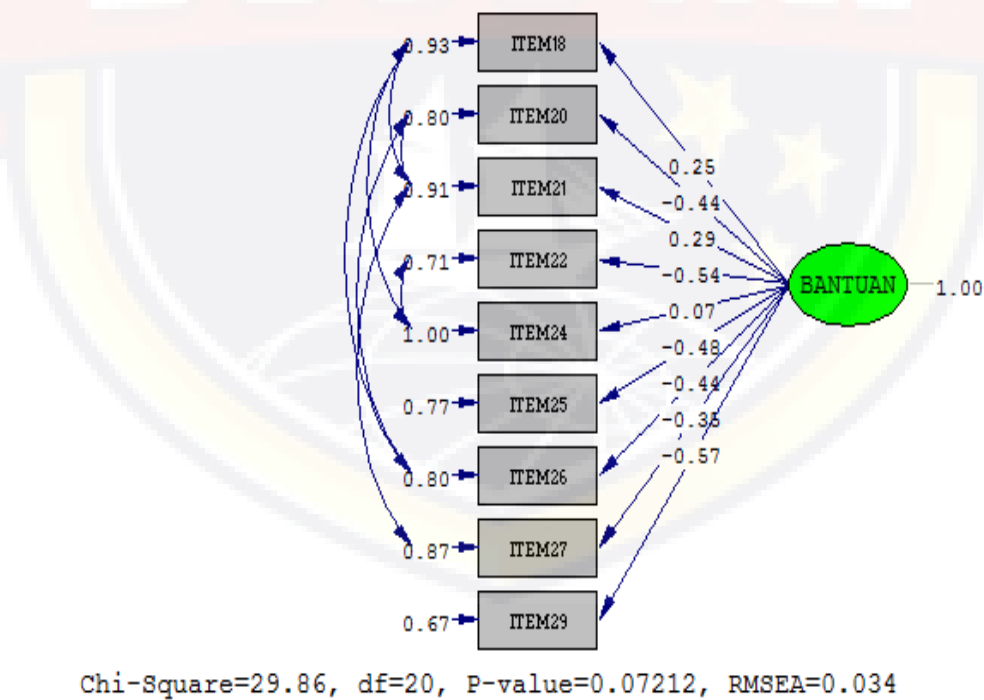 0.93 ITEM18
0.80 ITEM20
0.91 ITEM21
0.71 ITEM22
1.00 ITEM24
0.77 ITEM25
0.80 ITEM26
0.87 ITEM27
0.67 ITEM29
0.25
-0.44
0.29
-0.54
0.07
-0.48
-0.44
-0.36
-0.57
BANTUAN 1.00
Chi-Square=29.86, df=20, P-value=0.07212, RMSEA=0.034